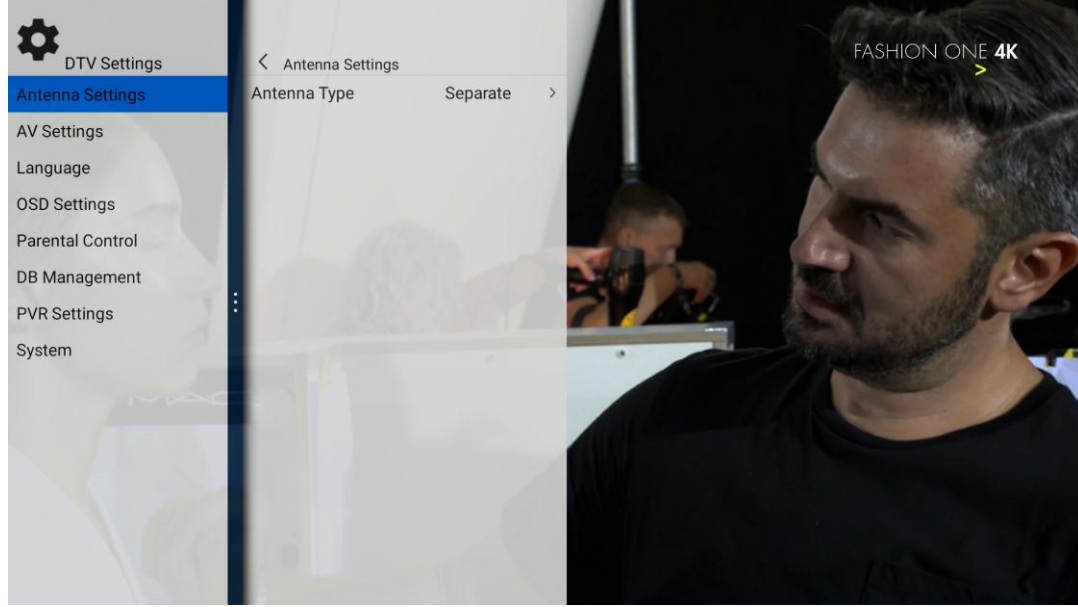 DTV Settings
Antenna Settings
AV Settings
Language
OSD Settings
Parental Control
DB Management
PVR Settings
System
Antenna Settings
Antenna Type Separate
MAC
FASHION ONE 4K